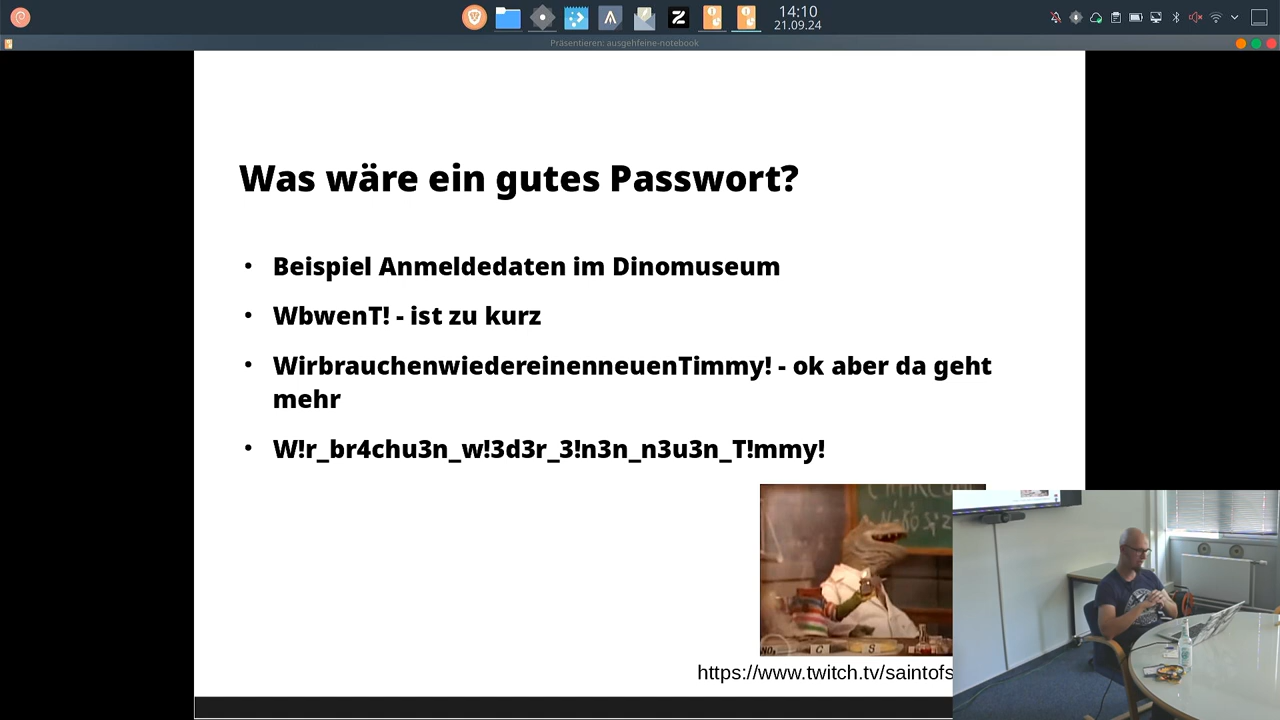 14:10
21.09.24
Präsentieren: ausgehfeine-notebook
Was wäre ein gutes Passwort?
• Beispiel Anmeldedaten im Dinomuseum
• WbwenT! - ist zu kurz
• WirbrauchenwiedereinenneuenTimmy! - ok aber da geht
mehr
• W!r_br4chu3n_w!3d3r_3!n3n_n3u3n_T!mmy!
C
S
https://www.twitch.tv/saintofs